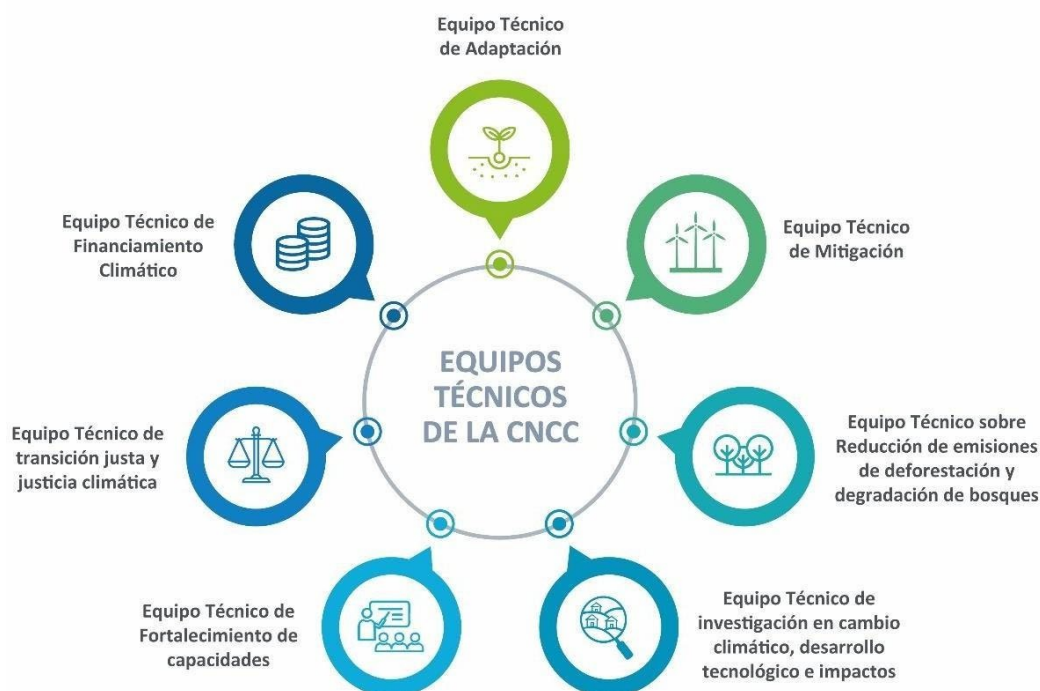 Equipo Técnico
de Adaptación
Equipo Técnico de
Financiamiento
Climático
Equipo Técnico
de Mitigación
EQUIPOS
TÉCNICOS
DE LA CNCC
Equipo Técnico de
transición justa y
justicia climática
Equipo Técnico sobre
Reducción de emisiones
de deforestación y
degradación de bosques
Equipo Técnico de
Fortalecimiento de
capacidades
Equipo Técnico de
investigación en cambio
climático, desarrollo
tecnológico e impactos